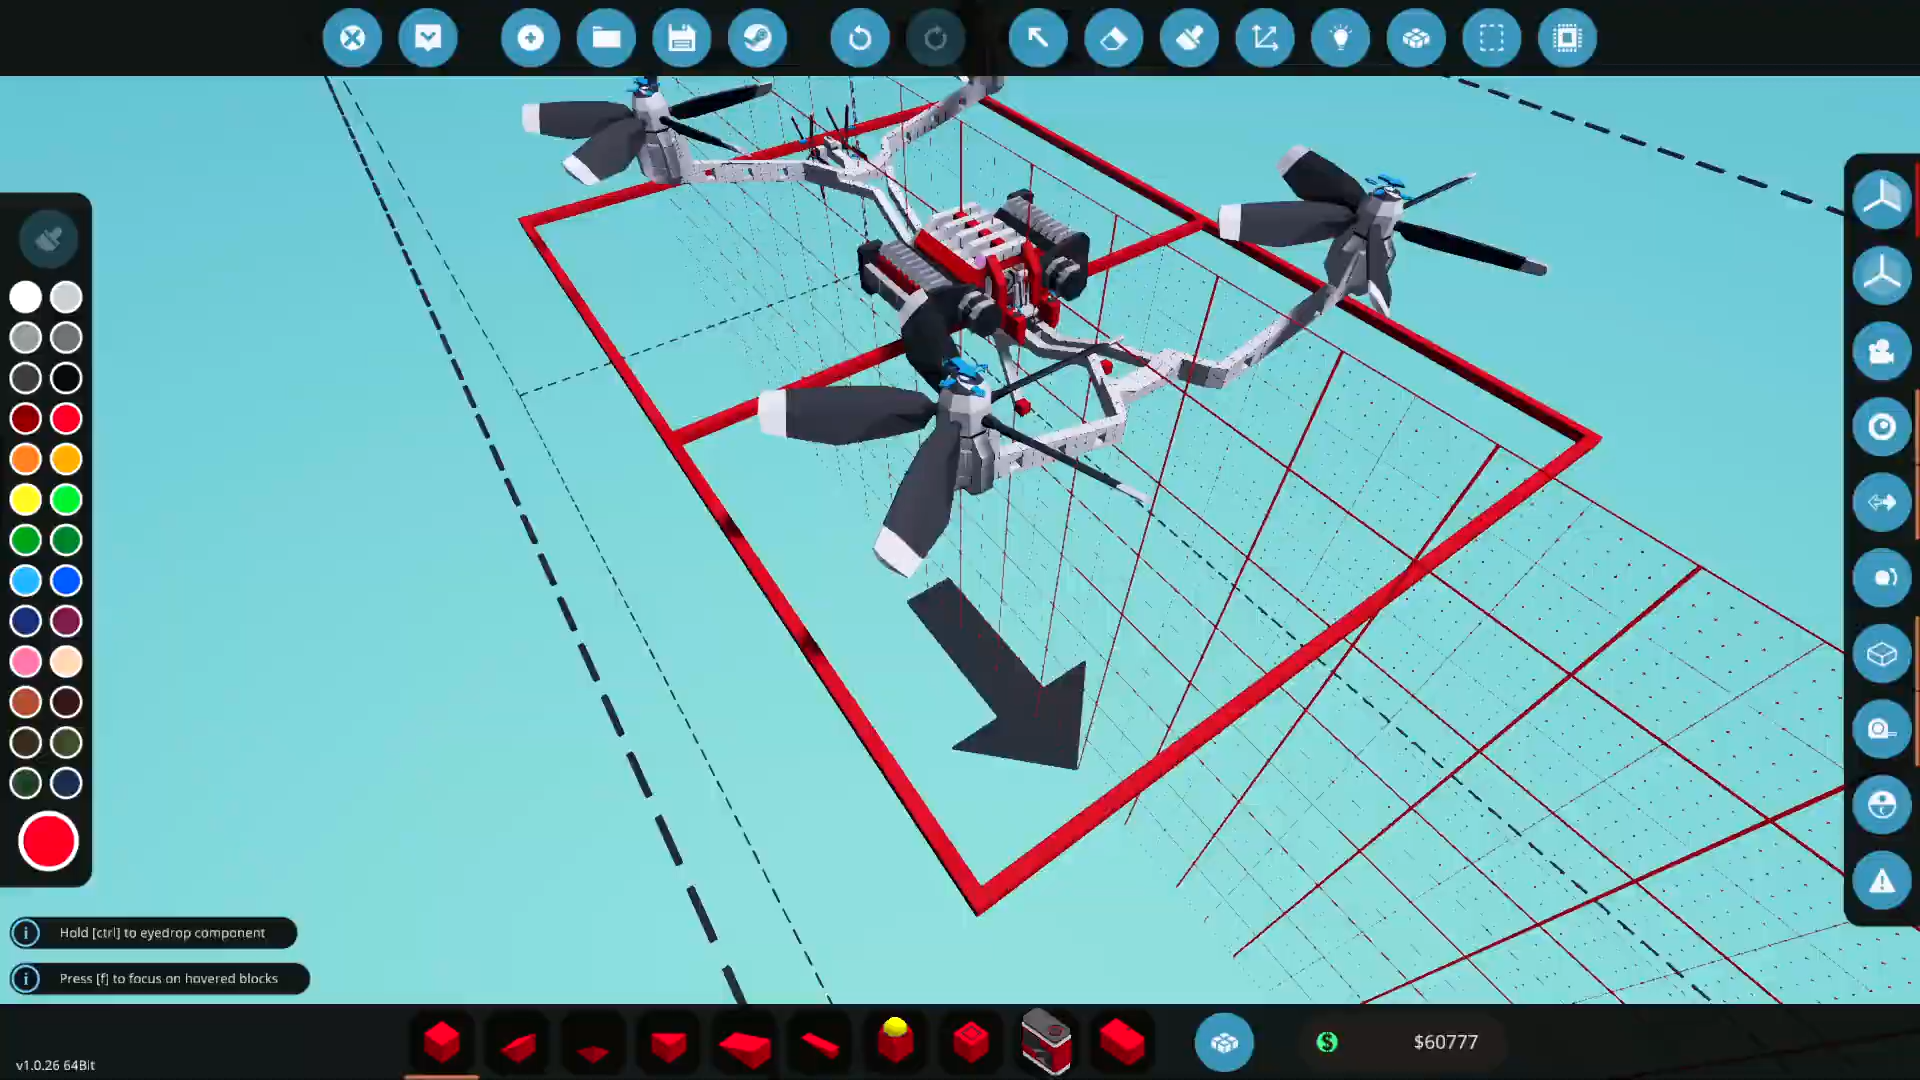 Hold [ctrl] to eyedrop component
Press [f] to focus on hovered blocks
v1.0.26 64Bit
$60777